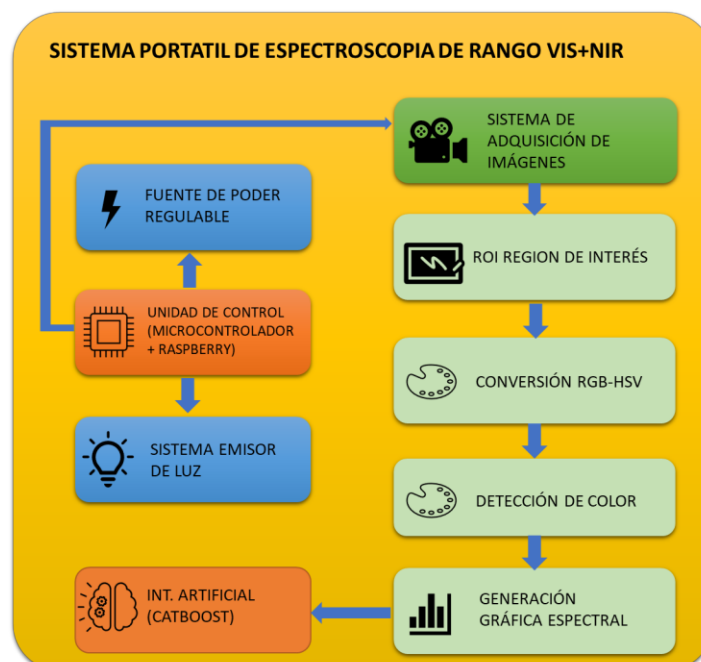 SISTEMA PORTATIL DE ESPECTROSCOPIA DE RANGO VIS+NIR
SISTEMA DE
ADQUISICIÓN DE
IMÁGENES
FUENTE DE PODER
REGULABLE
ROI REGION DE INTERÉS
UNIDAD DE CONTROL
(MICROCONTROLADOR
+ RASPBERRY)
CONVERSIÓN RGB-HSV
SISTEMA EMISOR
DE LUZ
DETECCIÓN DE COLOR
INT. ARTIFICIAL
(CATBOOST)
GENERACIÓN
GRÁFICA ESPECTRAL